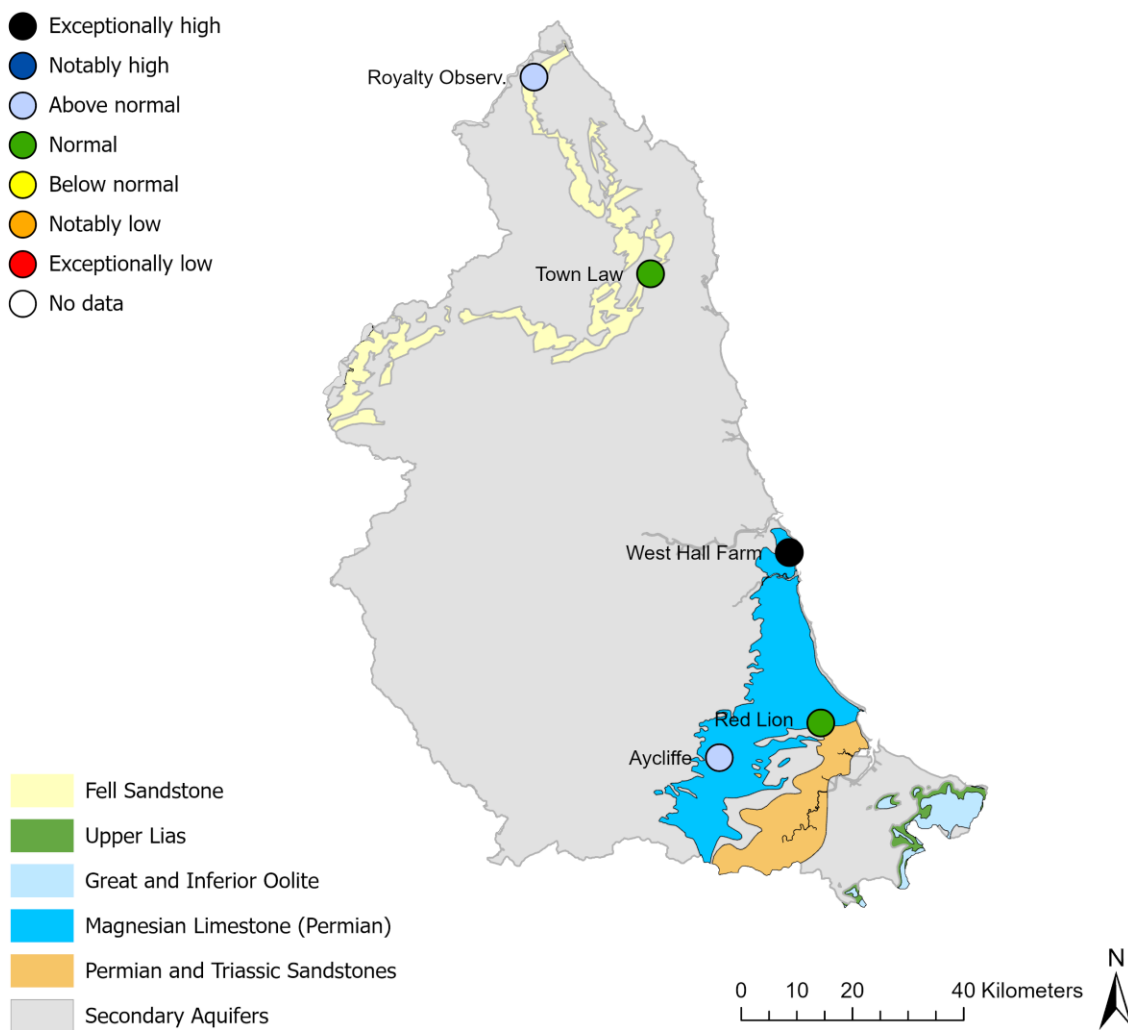 Exceptionally high
Notably high
Above normal
Normal
Below normal
Notably low
Exceptionally low
No data
Royalty Observ.
Town Law
West Hall Farm
Red Lion
Aycliffe
Fell Sandstone
Upper Lias
Great and Inferior Oolite
Magnesian Limestone (Permian)
Permian and Triassic Sandstones
Secondary Aquifers
N
0 10 20 40 Kilometers